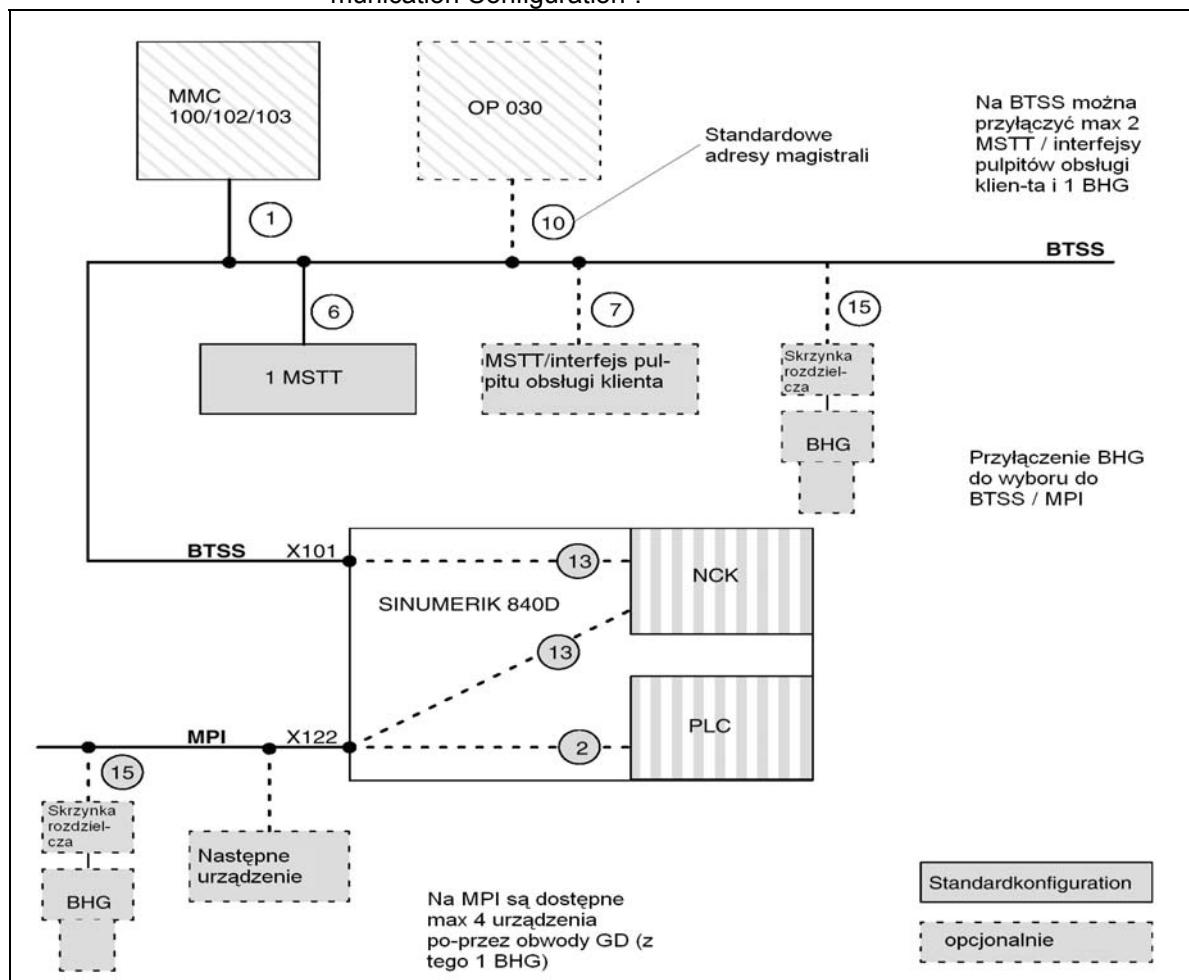 munication Configuration".
MMC
100/102/103
OP 030
Standardowe
adresy magistrali
Na BTSS można
przyłączyć max 2
MSTT / interfejsy
pulpitów obsługi
klien-ta i 1 BHG
1
10
BTSS
6
7
15
1 MSTT
MSTT/interfejs pul-
pitu obsługi klienta
Skrzynka
rozdziel-
cza
BHG
Przyłączenie BHG
do wyboru do
BTSS / MPI
BTSS X101
13
NCK
SINUMERIK 840D
13
MPI X122
2
PLC
15
Skrzynka
rozdziel-
cza
BHG
Następne
urządzenie
Na MPI są dostępne
max 4 urządzenia
po-przez obwody GD (z
tego 1 BHG)
Standardkonfiguration
opcjonalnie